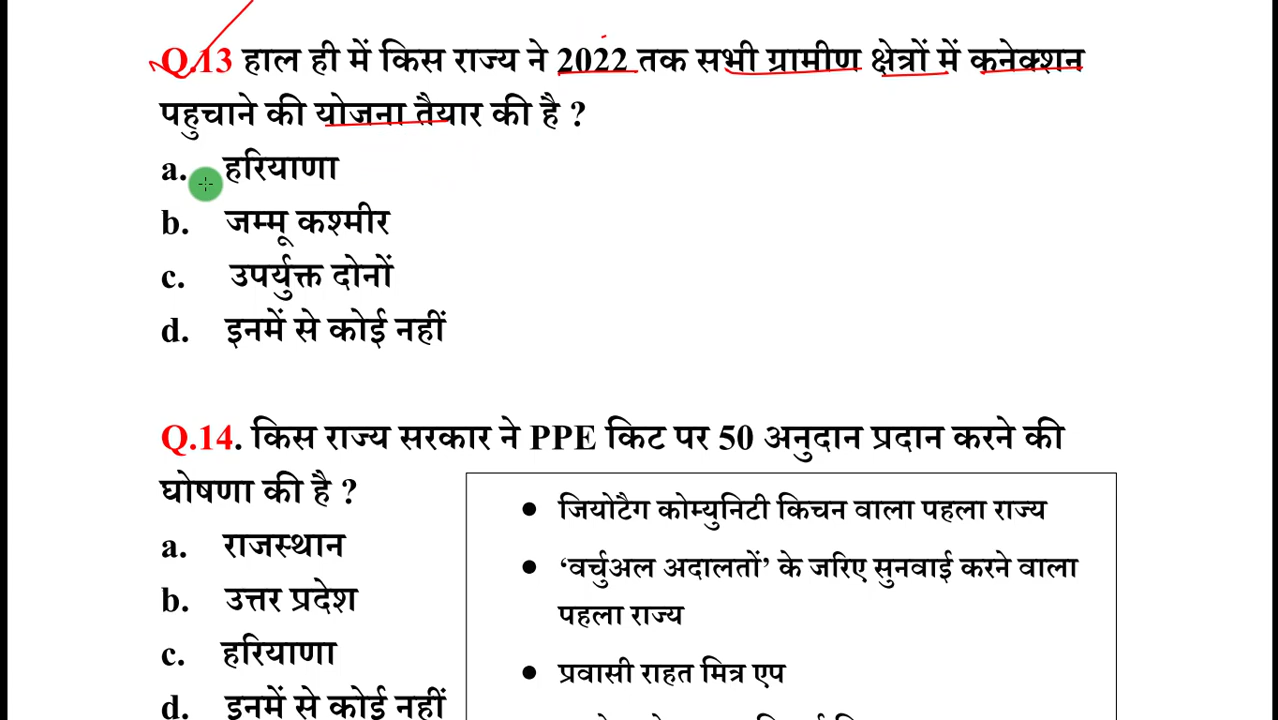 Q.13 हाल ही में किस राज्य ने 2022 तक सभी ग्रामीण क्षेत्रों में कनेक्शन
पहुचाने की योजना तैयार की है ?
a. हरियाणा
b. जम्मू कश्मीर
c. उपर्युक्त दोनों
d. इनमें से कोई नहीं
Q.14. किस राज्य सरकार ने PPE किट पर 50 अनुदान प्रदान करने की
घोषणा की है ?
a. राजस्थान
b. उत्तर प्रदेश
c. हरियाणा
d. इनमें से कोई नहीं
• जियोटैग कोम्युनिटी किचन वाला पहला राज्य
• ‘वर्चुअल अदालतों’ के जरिए सुनवाई करने वाला
पहला राज्य
• प्रवासी राहत मित्र एप